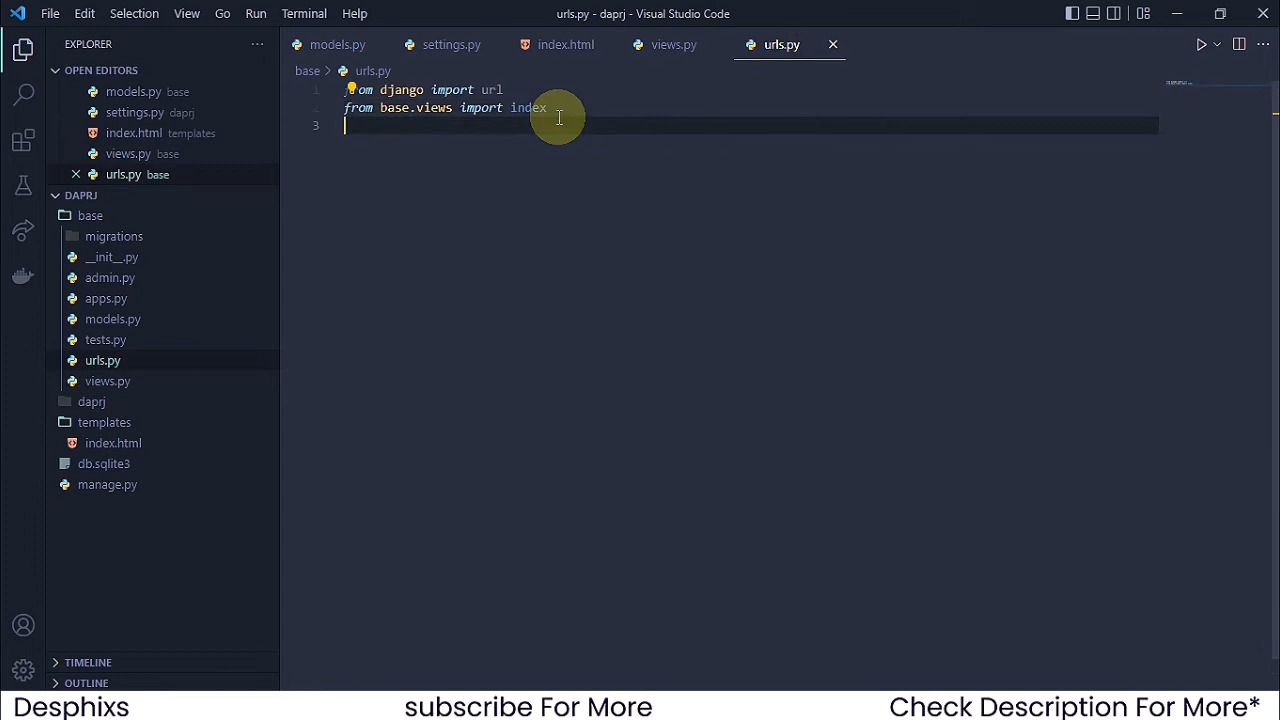 File Edit Selection View Go Run Terminal Help urls.py - daprj - Visual Studio Code
EXPLORER
models.py settings.py index.html views.py urls.py
OPEN EDITORS
models.py base
settings.py daprj
index.html templates
views.py base
urls.py base
DAPRJ
base
migrations
__init__.py
admin.py
apps.py
models.py
tests.py
urls.py
views.py
daprj
templates
index.html
db.sqlite3
manage.py
TIMELINE
OUTLINE
base > urls.py
1 from django import url
2 from base.views import index
3
Desphixs subscribe For More Check Description For More*